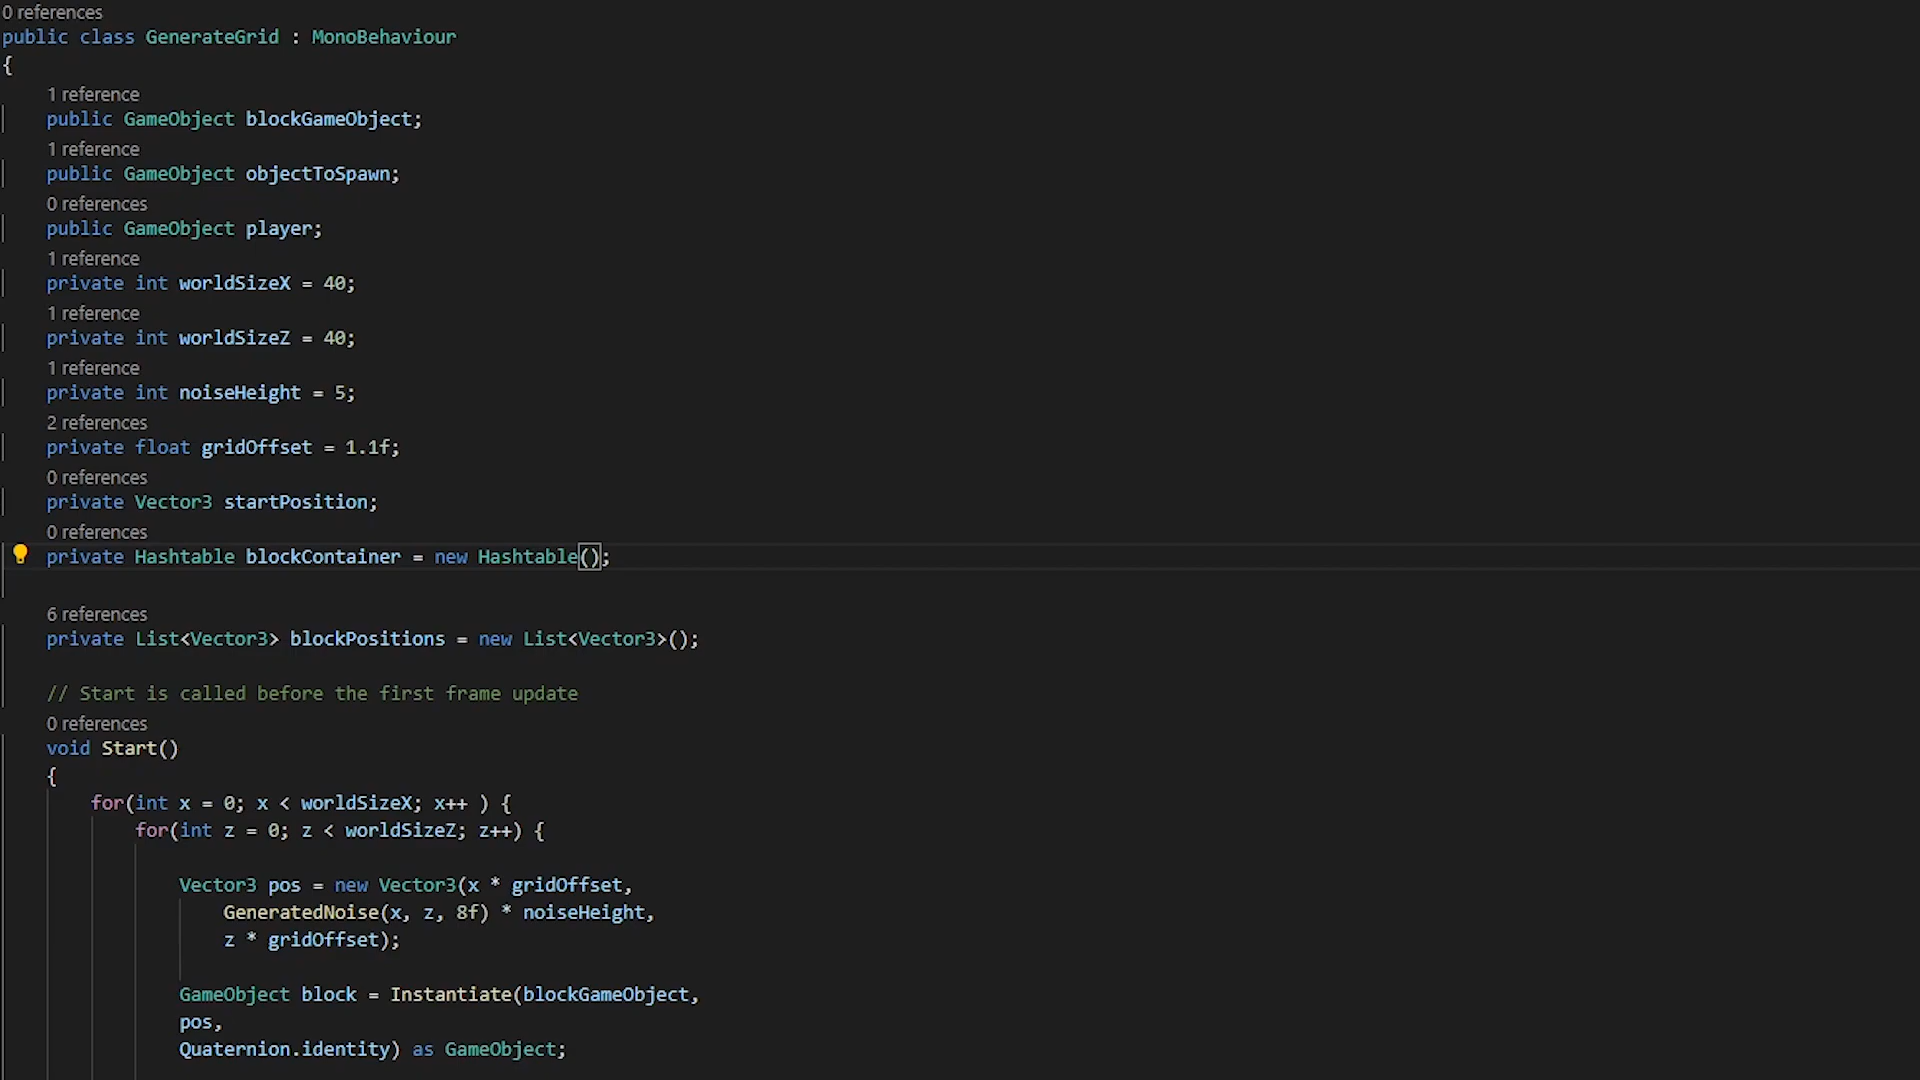 0 references
public class GenerateGrid : MonoBehaviour
{
1 reference
public GameObject blockGameObject;
1 reference
public GameObject objectToSpawn;
0 references
public GameObject player;
1 reference
private int worldSizeX = 40;
1 reference
private int worldSizeZ = 40;
1 reference
private int noiseHeight = 5;
2 references
private float gridOffset = 1.1f;
0 references
private Vector3 startPosition;
0 references
private Hashtable blockContainer = new Hashtable();
6 references
private List<Vector3> blockPositions = new List<Vector3>();
// Start is called before the first frame update
0 references
void Start()
{
for(int x = 0; x < worldSizeX; x++ ) {
for(int z = 0; z < worldSizeZ; z++) {
Vector3 pos = new Vector3(x * gridOffset,
GeneratedNoise(x, z, 8f) * noiseHeight,
z * gridOffset);
GameObject block = Instantiate(blockGameObject,
pos,
Quaternion.identity) as GameObject;